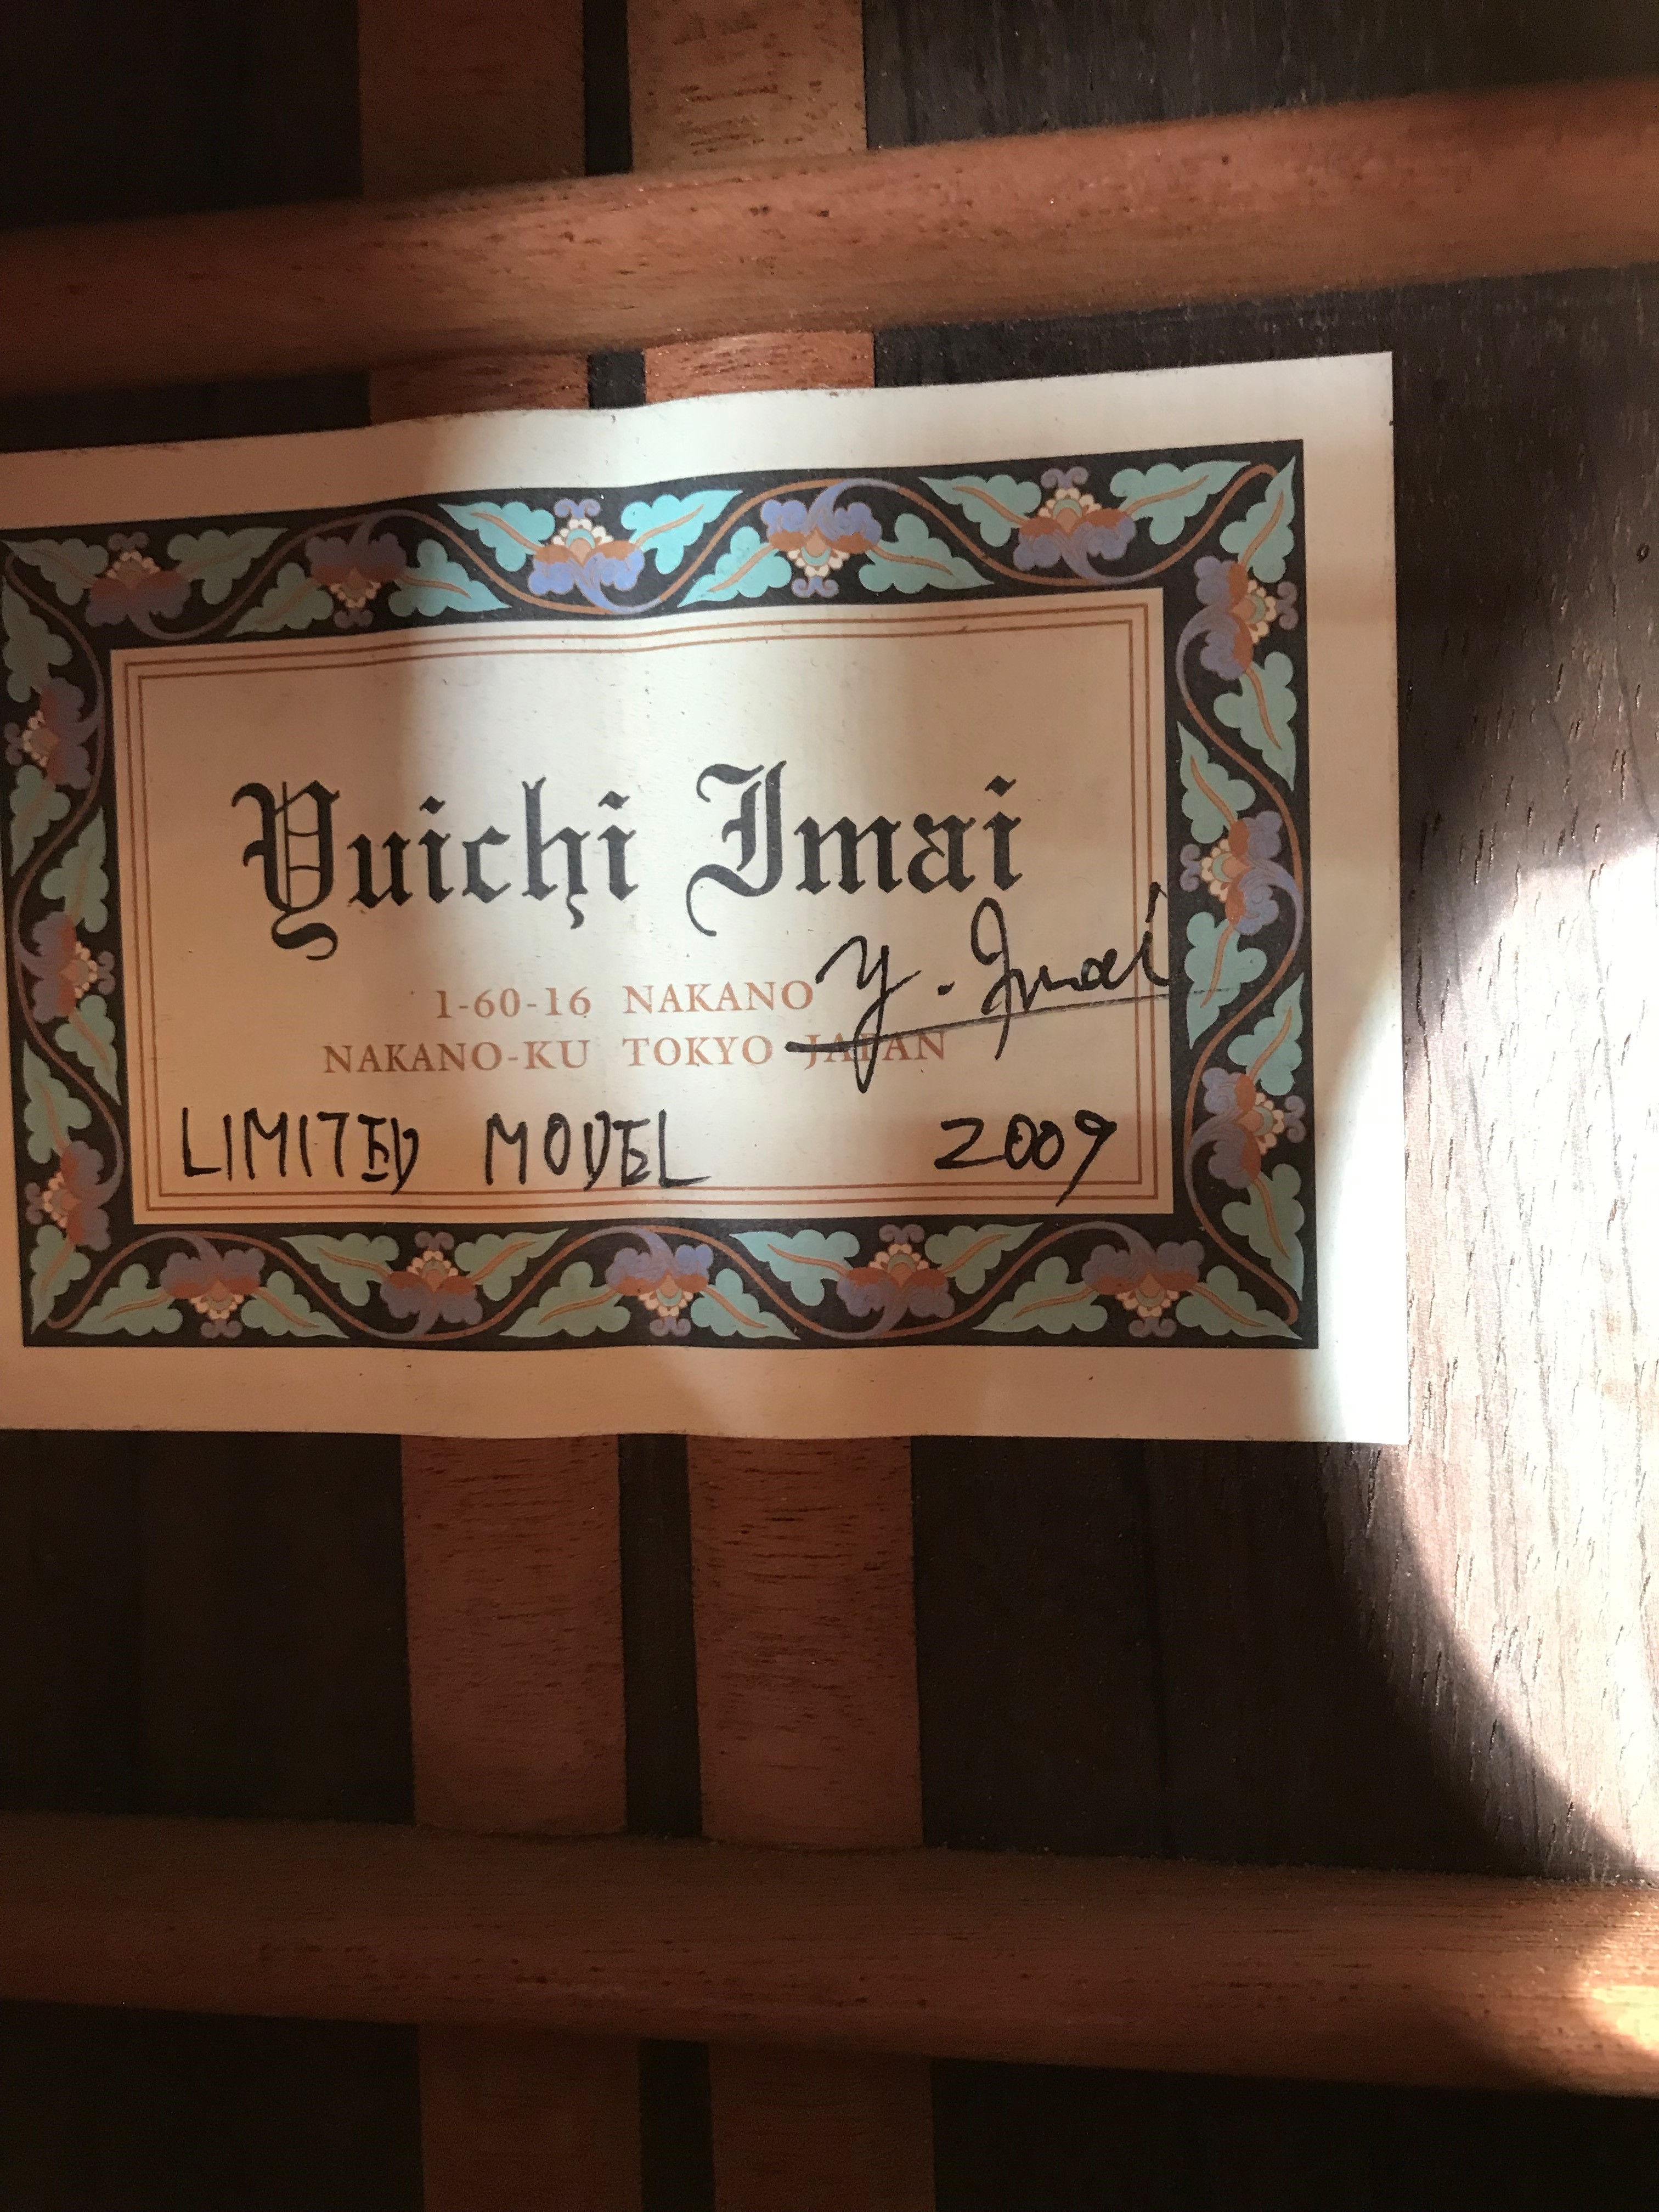 Yuichi Imai
Y. Imai
1-60-16 NAKANO
NAKANO-KU TOKYO JAPAN
LIMITED MODEL 2009